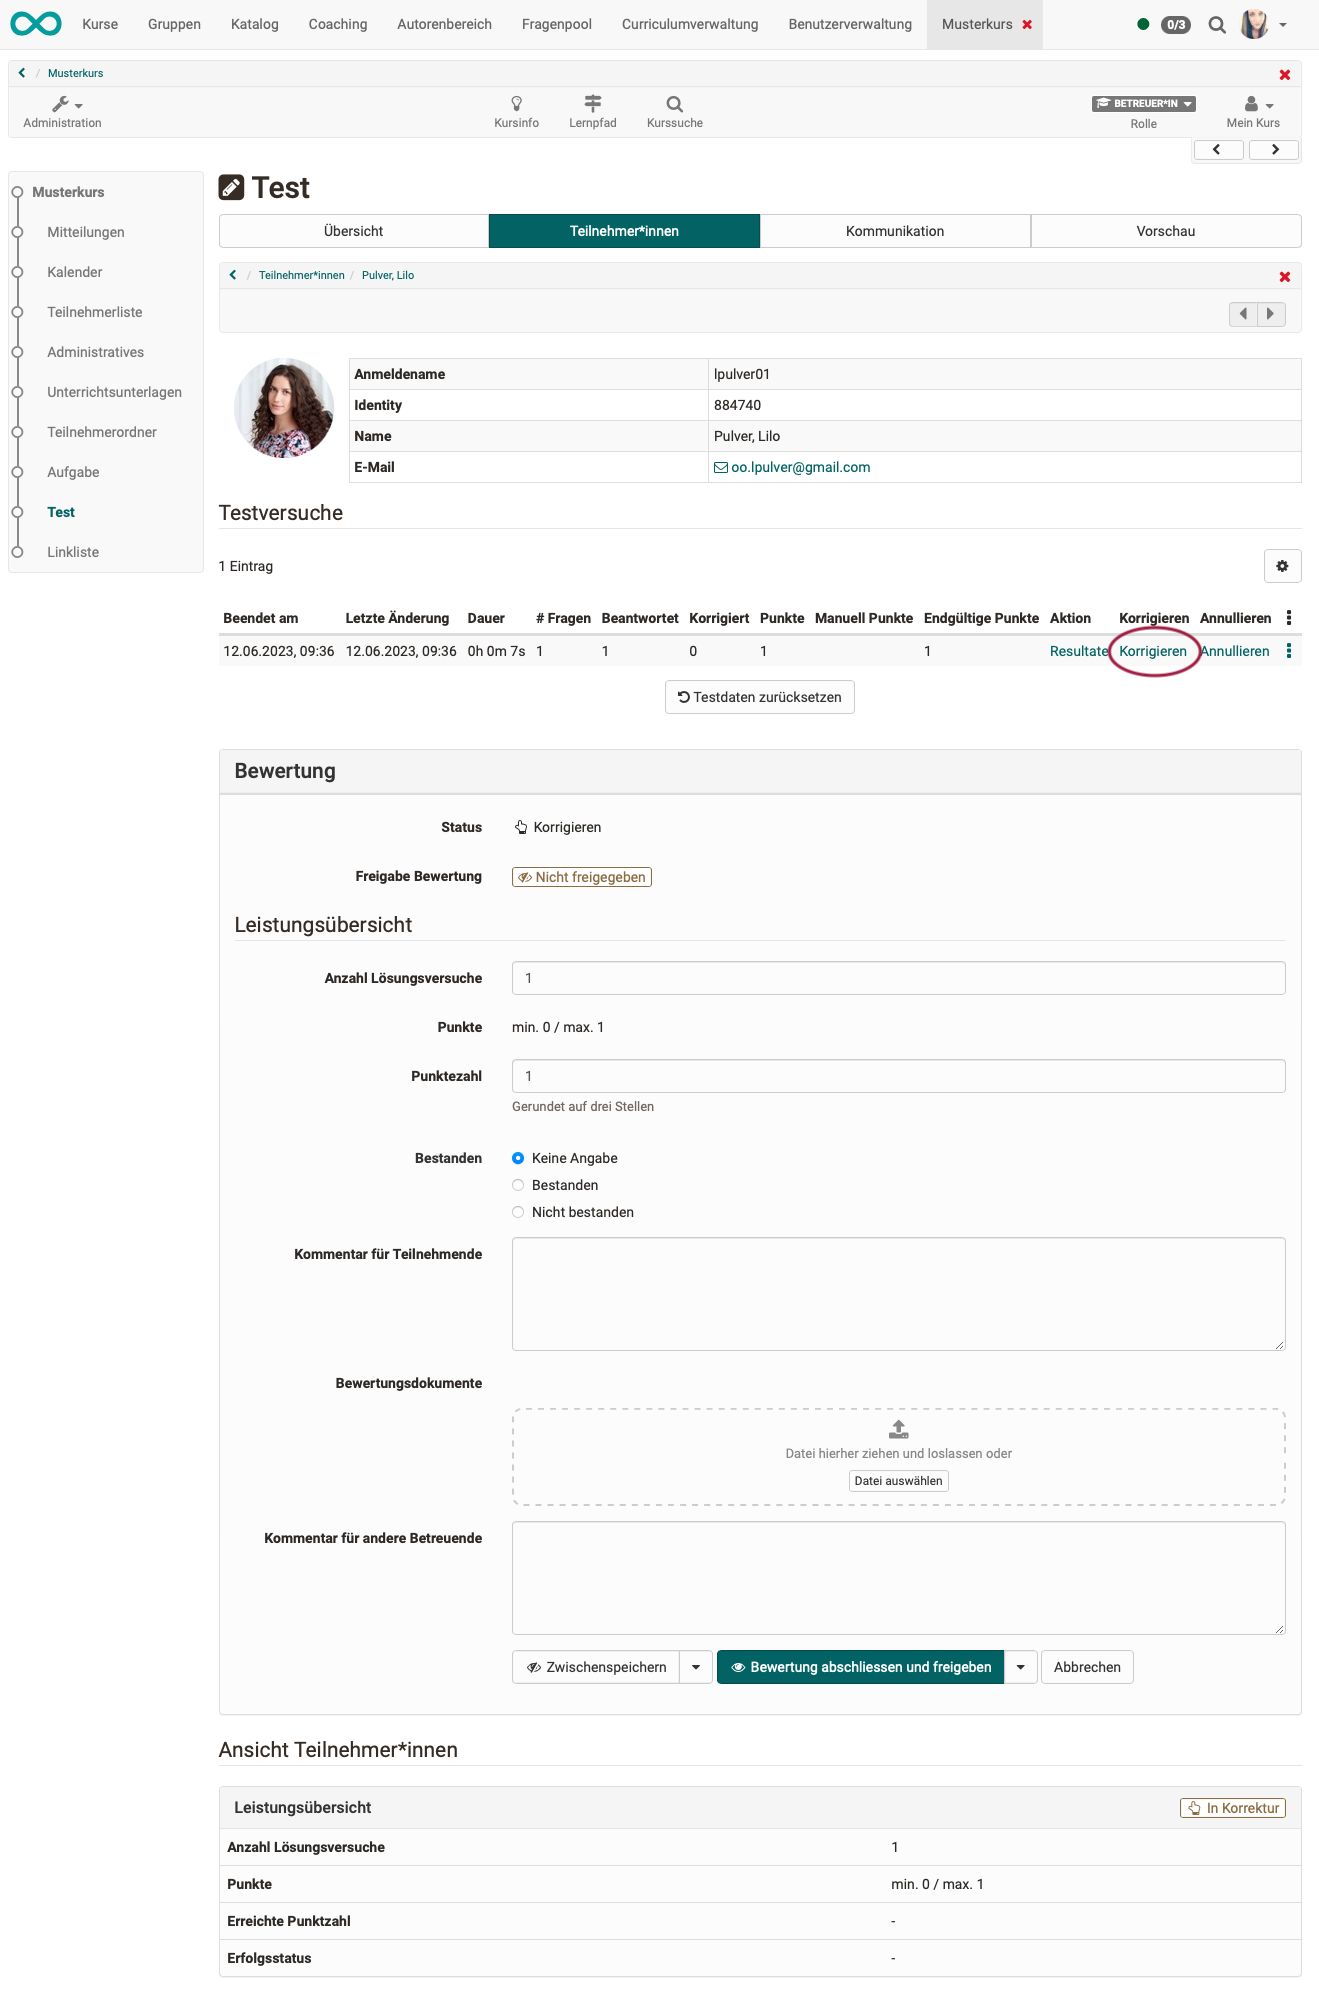 Kurse Gruppen Katalog Coaching Autorenbereich Fragenpool Curriculumverwaltung Benutzerverwaltung Musterkurs 0/3
/ Musterkurs
Administration Kursinfo Lernpfad Kurssuche BETREUER*IN Rolle Mein Kurs
Musterkurs
Mitteilungen
Kalender
Teilnehmerliste
Administratives
Unterrichtsunterlagen
Teilnehmerordner
Aufgabe
Test
Linkliste
Test
Übersicht Teilnehmer*innen Kommunikation Vorschau
/ Teilnehmer*innen / Pulver, Lilo
Anmeldename lpulver01
Identity 884740
Name Pulver, Lilo
E-Mail oo.lpulver@gmail.com
Testversuche
1 Eintrag
Beendet am Letzte Änderung Dauer # Fragen Beantwortet Korrigiert Punkte Manuell Punkte Endgültige Punkte Aktion Korrigieren Annullieren
12.06.2023, 09:36 12.06.2023, 09:36 0h 0m 7s 1 1 0 1 1 Resultate Korrigieren Annullieren
Testdaten zurücksetzen
Bewertung
Status Korrigieren
Freigabe Bewertung Nicht freigegeben
Leistungsübersicht
Anzahl Lösungsversuche 1
Punkte min. 0 / max. 1
Punktezahl 1
Gerundet auf drei Stellen
Bestanden Keine Angabe
Bestanden
Nicht bestanden
Kommentar für Teilnehmende
Bewertungsdokumente
Datei hierher ziehen und loslassen oder
Datei auswählen
Kommentar für andere Betreuende
Zwischenspeichern Bewertung abschliessen und freigeben Abbrechen
Ansicht Teilnehmer*innen
Leistungsübersicht In Korrektur
Anzahl Lösungsversuche 1
Punkte min. 0 / max. 1
Erreichte Punktzahl -
Erfolgsstatus -